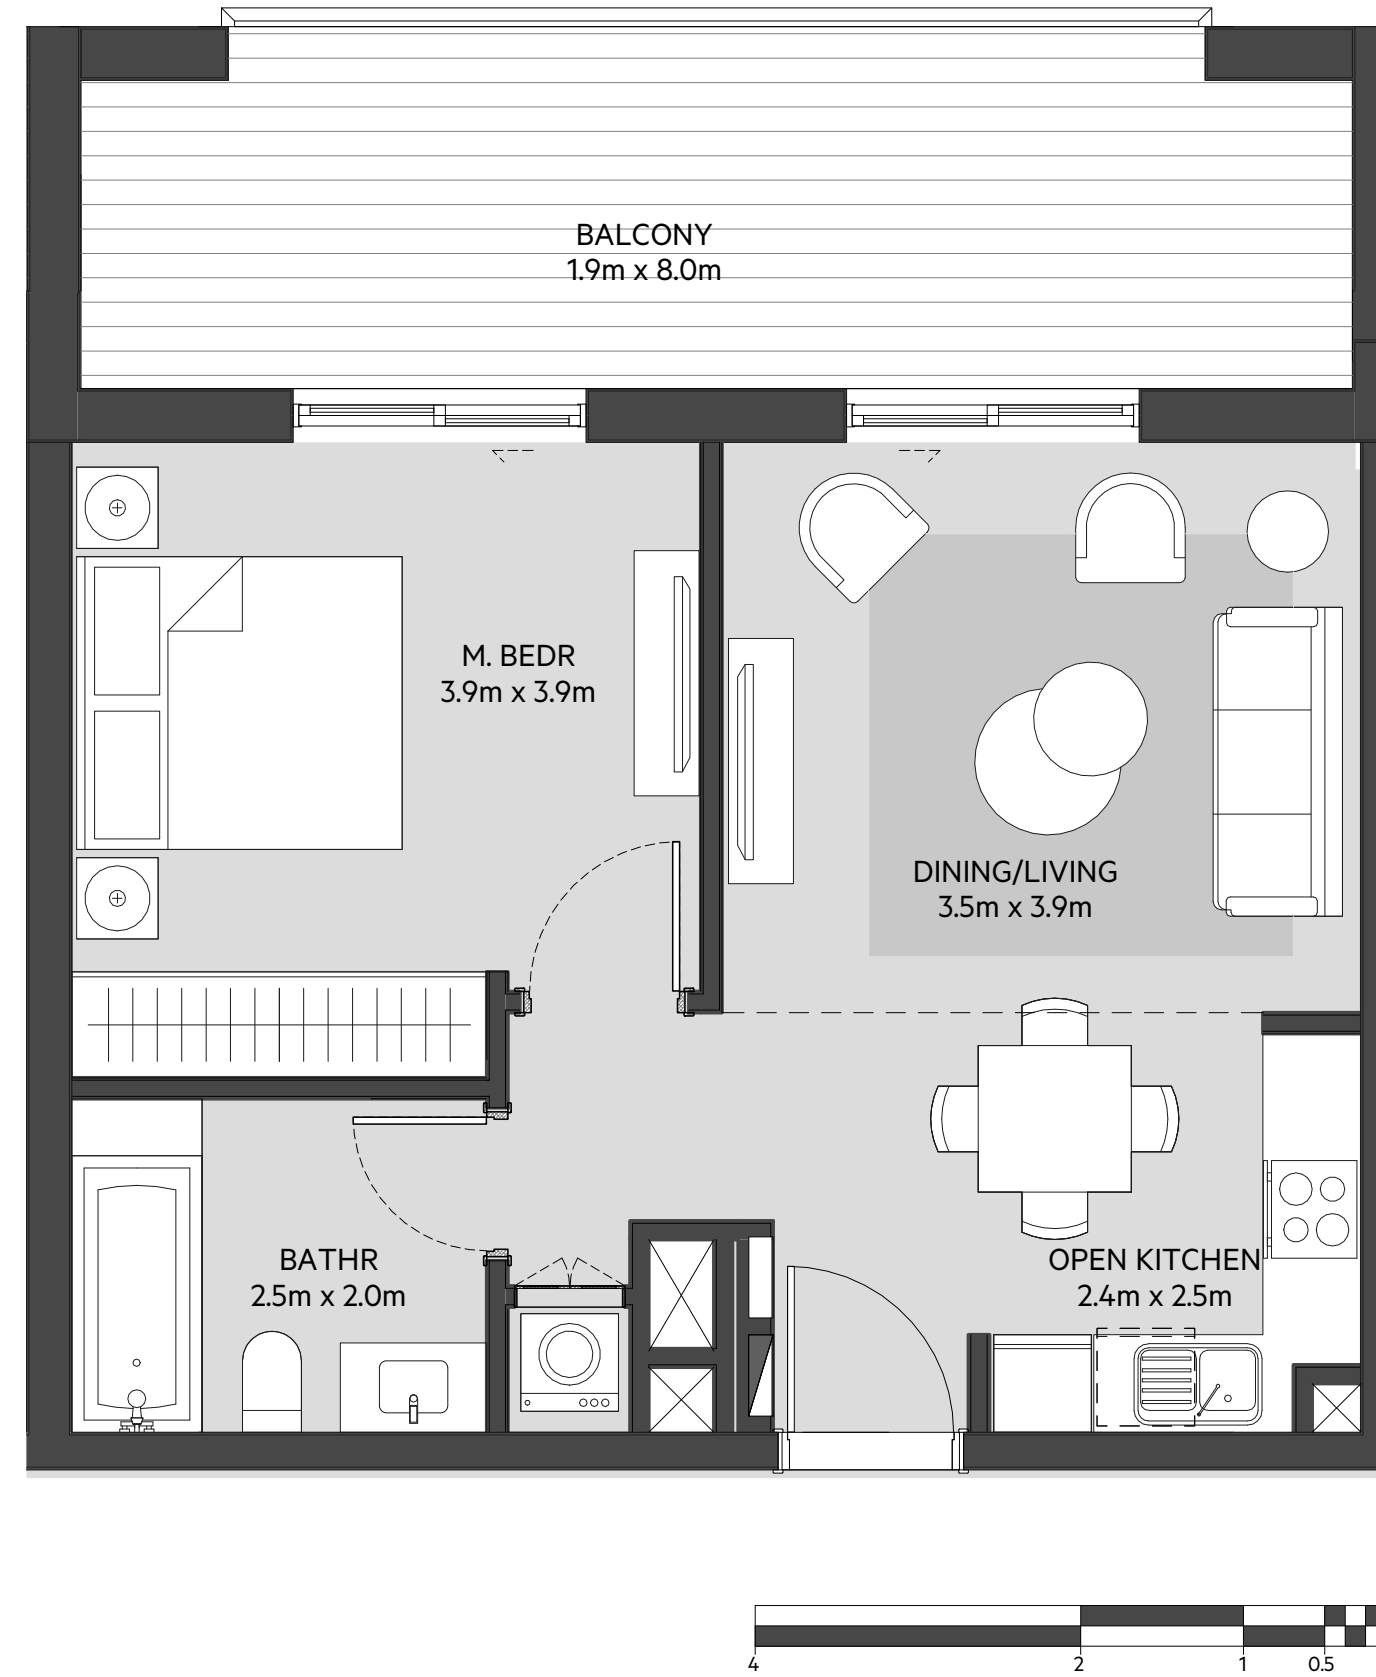 BALCONY
1.9m x 8.0m
M. BEDR
3.9m x 3.9m
DINING/LIVING
3.5m x 3.9m
BATHR
2.5m x 2.0m
OPEN KITCHEN
2.4m x 2.5m
4 2 1 0.5